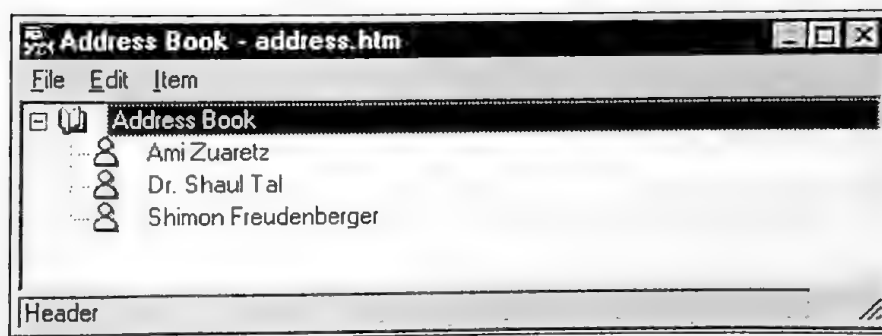 Address Book - address.htm
File Edit Item
Address Book
Ami Zuaretz
Dr. Shaul Tal
Shimon Freudenberger
Header